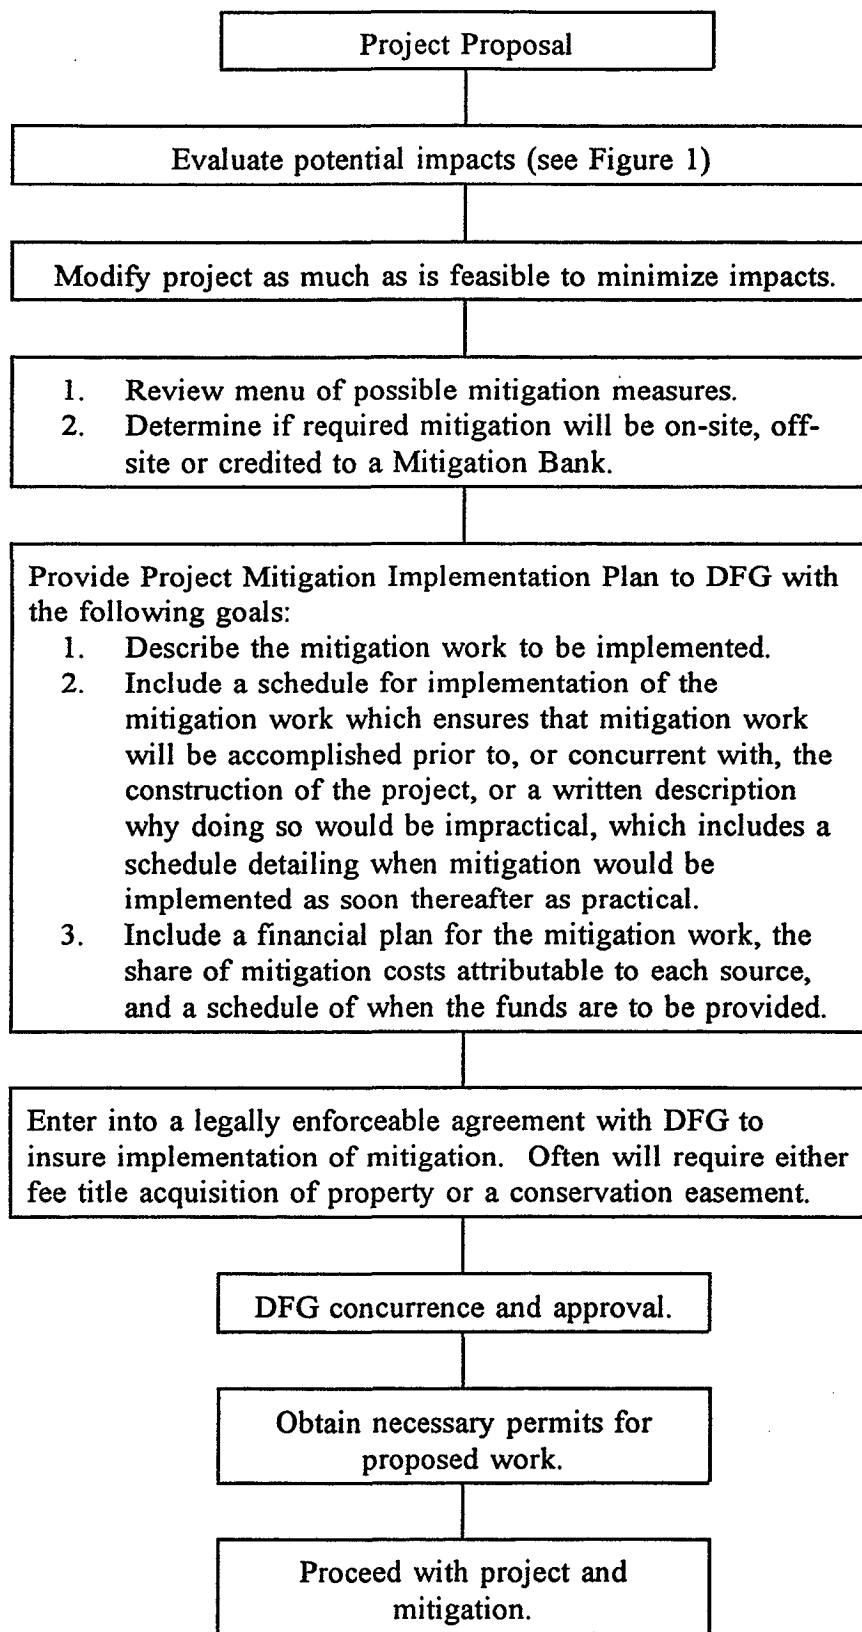 Project Proposal
Evaluate potential impacts (see Figure 1)
Modify project as much as is feasible to minimize impacts.
1. Review menu of possible mitigation measures.
2. Determine if required mitigation will be on-site, off-
site or credited to a Mitigation Bank.
Provide Project Mitigation Implementation Plan to DFG with
the following goals:
1. Describe the mitigation work to be implemented.
2. Include a schedule for implementation of the
mitigation work which ensures that mitigation work
will be accomplished prior to, or concurrent with, the
construction of the project, or a written description
why doing so would be impractical, which includes a
schedule detailing when mitigation would be
implemented as soon thereafter as practical.
3. Include a financial plan for the mitigation work, the
share of mitigation costs attributable to each source,
and a schedule of when the funds are to be provided.
Enter into a legally enforceable agreement with DFG to
insure implementation of mitigation. Often will require either
fee title acquisition of property or a conservation easement.
DFG concurrence and approval.
Obtain necessary permits for
proposed work.
Proceed with project and
mitigation.